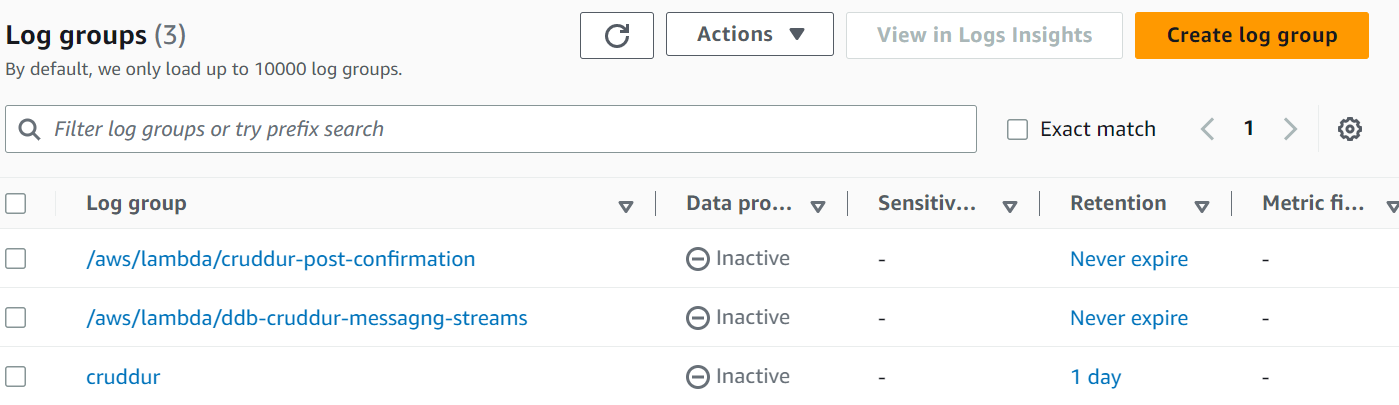 Log groups (3)
Actions
View in Logs Insights
Create log group
By default, we only load up to 10000 log groups.
Filter log groups or try prefix search
Exact match
1
Log group Data pro... Sensitiv... Retention Metric fi...
/aws/lambda/cruddur-post-confirmation Inactive - Never expire -
/aws/lambda/ddb-cruddur-messagng-streams Inactive - Never expire -
cruddur Inactive - 1 day -